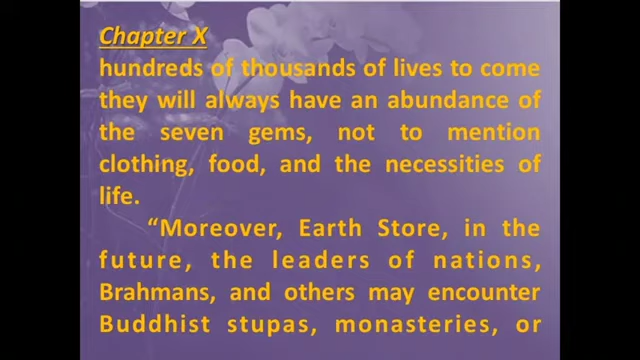 Chapter X
hundreds of thousands of lives to come
they will always have an abundance of
the seven gems, not to mention
clothing, food, and the necessities of
life.
“Moreover, Earth Store, in the
future, the leaders of nations,
Brahmans, and others may encounter
Buddhist stupas, monasteries, or